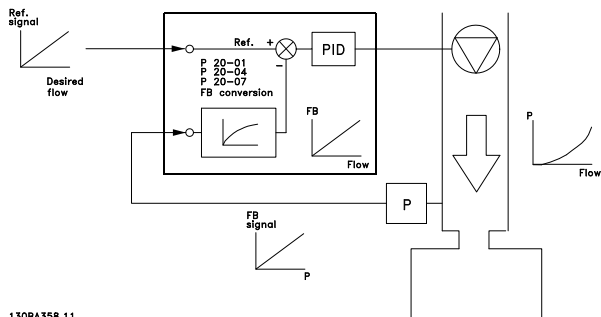 Ref.
signal
Desired
flow
Ref.
+
−
PID
P 20-01
P 20-04
P 20-07
FB conversion
FB
Flow
P
Flow
P
FB
signal
P
130BA358.11